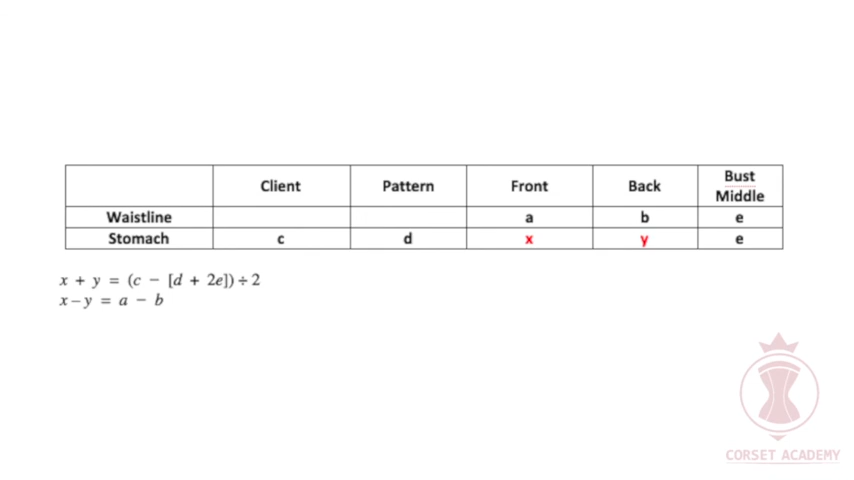 Client Pattern Front Back Bust Middle
Waistline a b e
Stomach c d x y e
x + y = (c − [d + 2e]) ÷ 2
x − y = a − b
CORSET ACADEMY